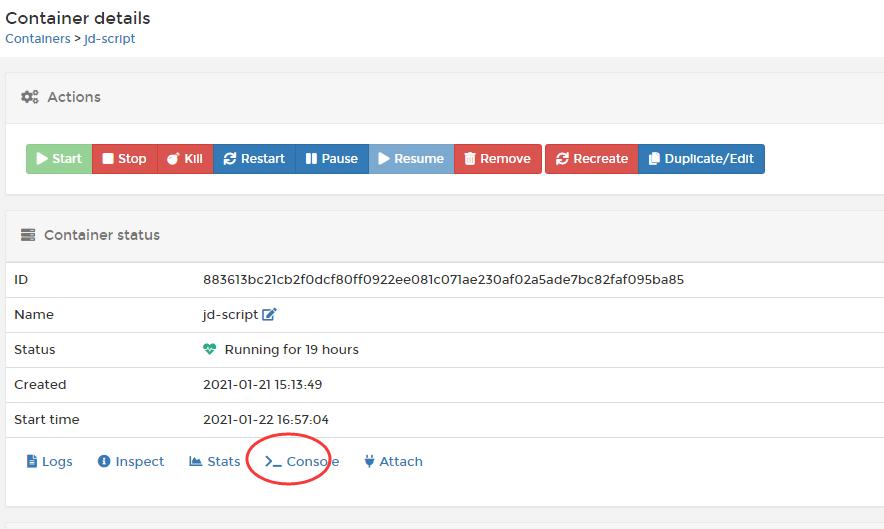 Container details
Containers > jd-script
Actions
Start Stop Kill Restart Pause Resume Remove Recreate Duplicate/Edit
Container status
ID 883613bc21cb2f0dcf80ff0922ee081c071ae230af02a5ade7bc82faf095ba85
Name jd-script
Status Running for 19 hours
Created 2021-01-21 15:13:49
Start time 2021-01-22 16:57:04
Logs Inspect Stats >_ Console Attach